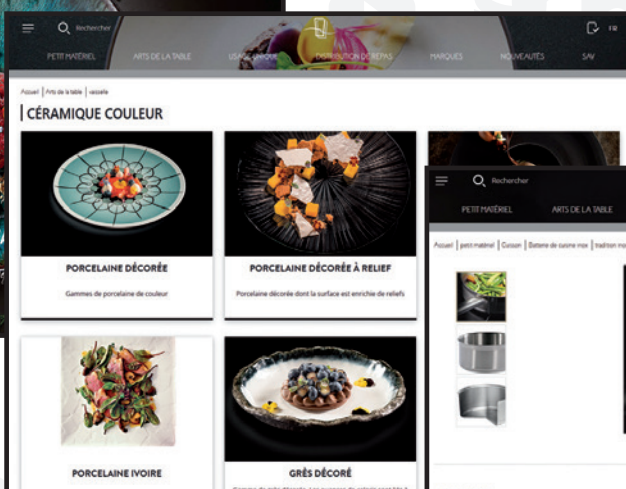 Rechercher
FR
PETIT MATÉRIEL ARTS DE LA TABLE USAGE UNIQUE DISTRIBUTION DE REPAS MARQUES NOUVEAUTÉS SAV
Accueil | Arts de la table | vaisselle
| CÉRAMIQUE COULEUR
PORCELAINE DÉCORÉE
Gammes de porcelaine de couleur
PORCELAINE DÉCORÉE À RELIEF
Porcelaine décorée dont la surface est enrichie de reliefs
PORCELAINE IVOIRE
GRÈS DÉCORÉ
Rechercher
PETIT MATÉRIEL ARTS DE LA TABLE
Accueil | petit matériel | Cuisson | Batterie de cuisine inox | tradition